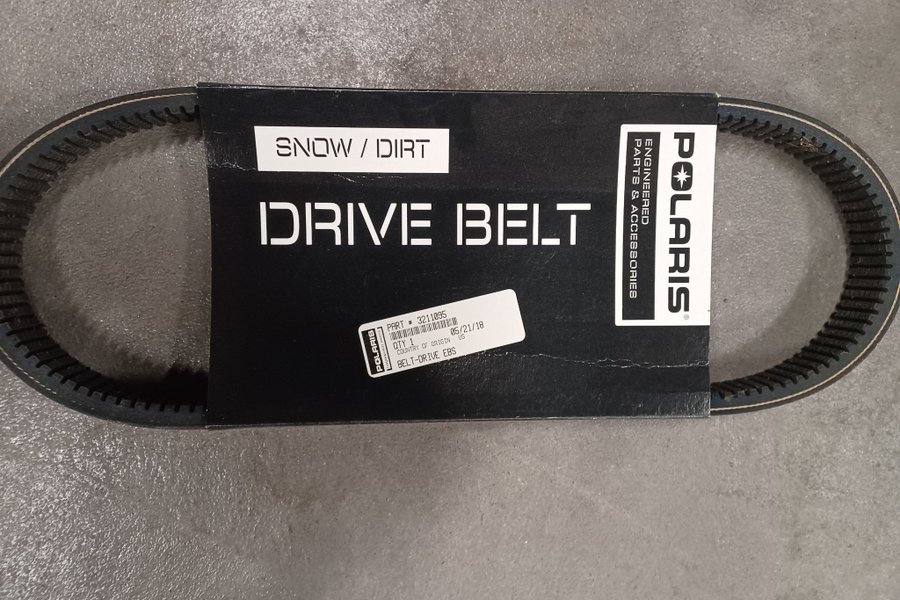 SNOW / DIRT
DRIVE BELT
POLARIS®
ENGINEERED
PARTS & ACCESSORIES
POLARIS
PART # 3211095
QTY 1 05/21/18
COUNTRY OF ORIGIN US
BELT-DRIVE EBS